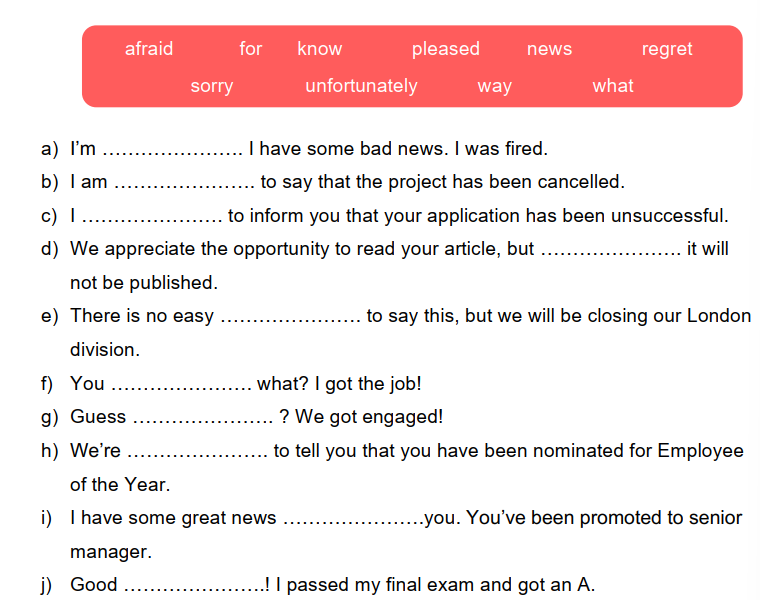 afraid for know pleased news regret
sorry unfortunately way what
a) I’m …………………. I have some bad news. I was fired.
b) I am …………………. to say that the project has been cancelled.
c) I …………………. to inform you that your application has been unsuccessful.
d) We appreciate the opportunity to read your article, but …………………. it will
not be published.
e) There is no easy …………………. to say this, but we will be closing our London
division.
f) You …………………. what? I got the job!
g) Guess …………………. ? We got engaged!
h) We’re …………………. to tell you that you have been nominated for Employee
of the Year.
i) I have some great news ………………….you. You’ve been promoted to senior
manager.
j) Good ………………….! I passed my final exam and got an A.